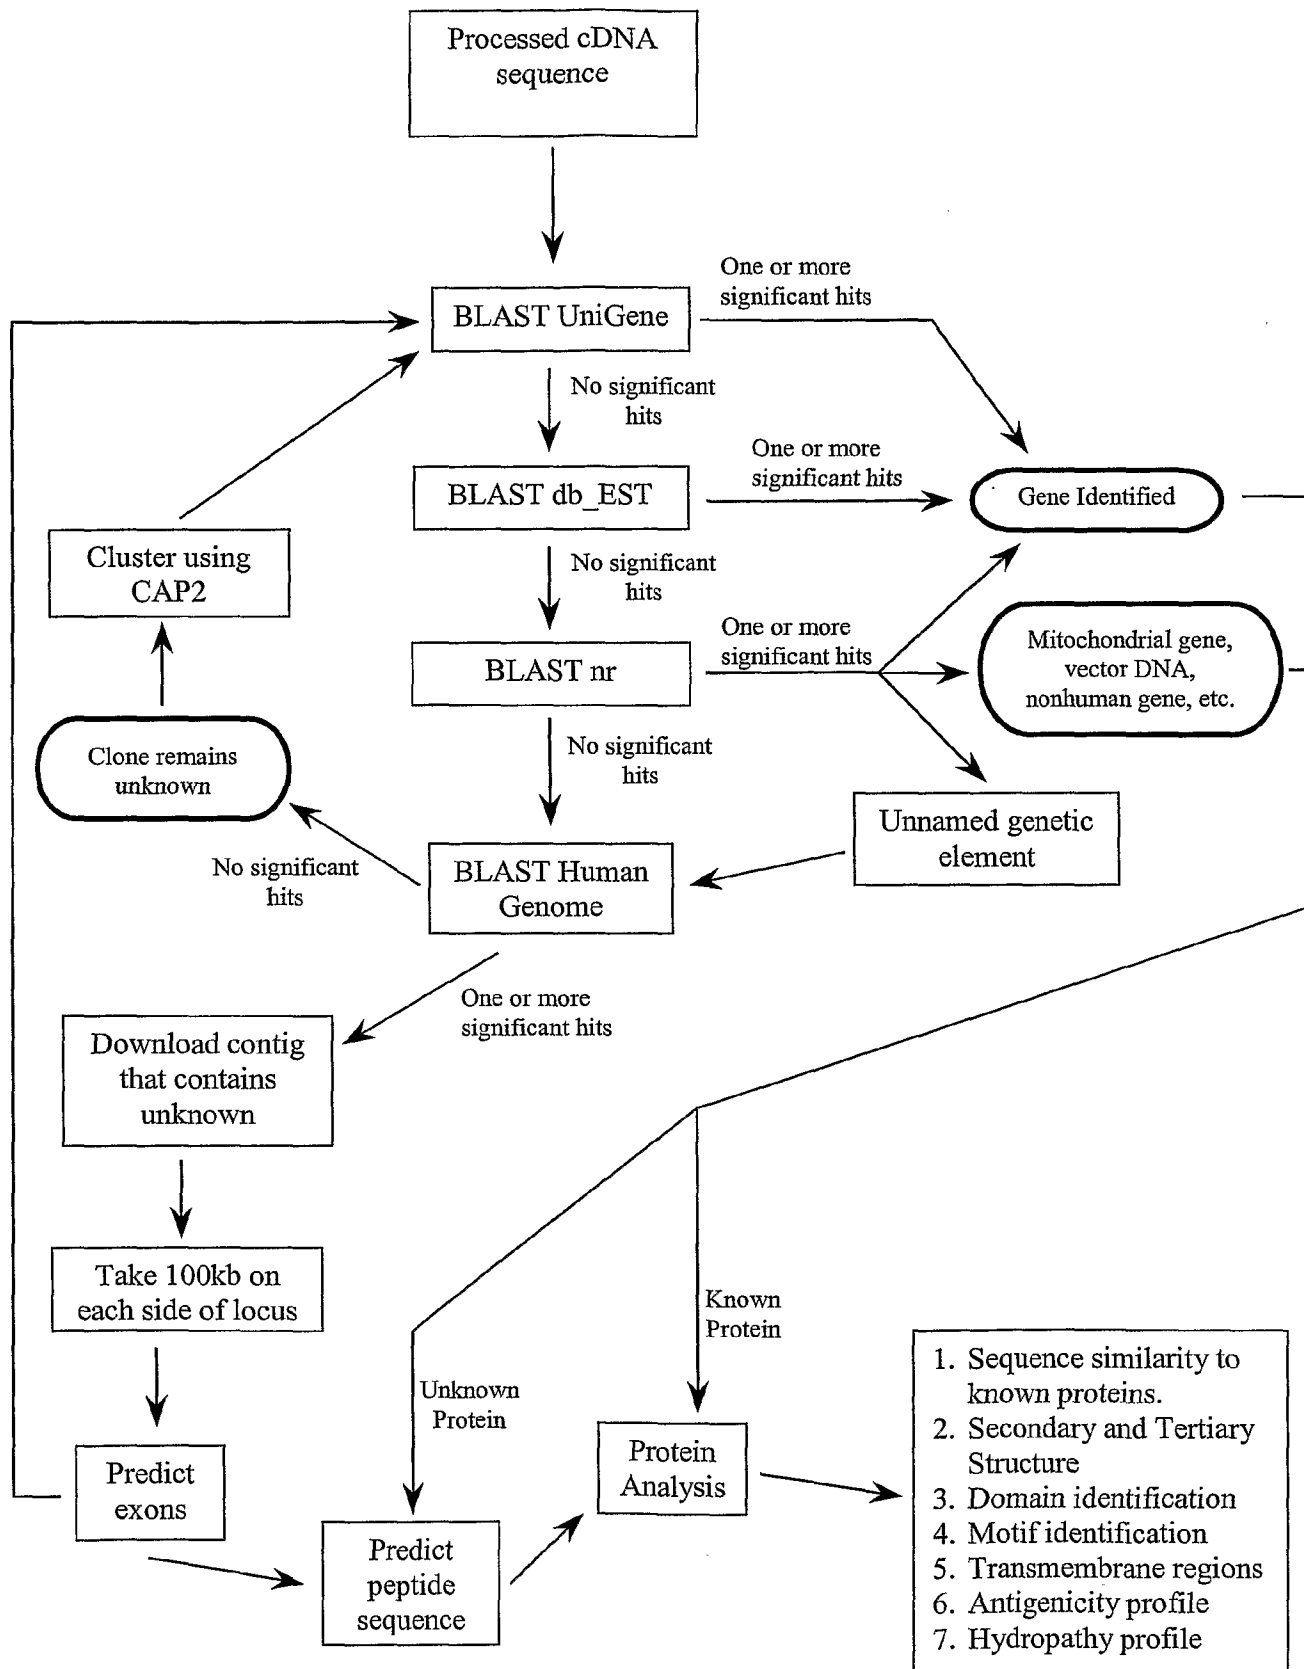 Processed cDNA
sequence
One or more
significant hits
BLAST UniGene
No significant
hits
One or more
significant hits
BLAST db_EST
Gene Identified
Cluster using
CAP2
No significant
hits
One or more
significant hits
BLAST nr
Mitochondrial gene,
vector DNA,
nonhuman gene, etc.
Clone remains
unknown
No significant
hits
Unnamed genetic
element
No significant
hits
BLAST Human
Genome
One or more
significant hits
Download contig
that contains
unknown
Take 100kb on
each side of locus
Known
Protein
Unknown
Protein
Predict
exons
Protein
Analysis
Predict
peptide
sequence
1. Sequence similarity to
known proteins.
2. Secondary and Tertiary
Structure
3. Domain identification
4. Motif identification
5. Transmembrane regions
6. Antigenicity profile
7. Hydropathy profile